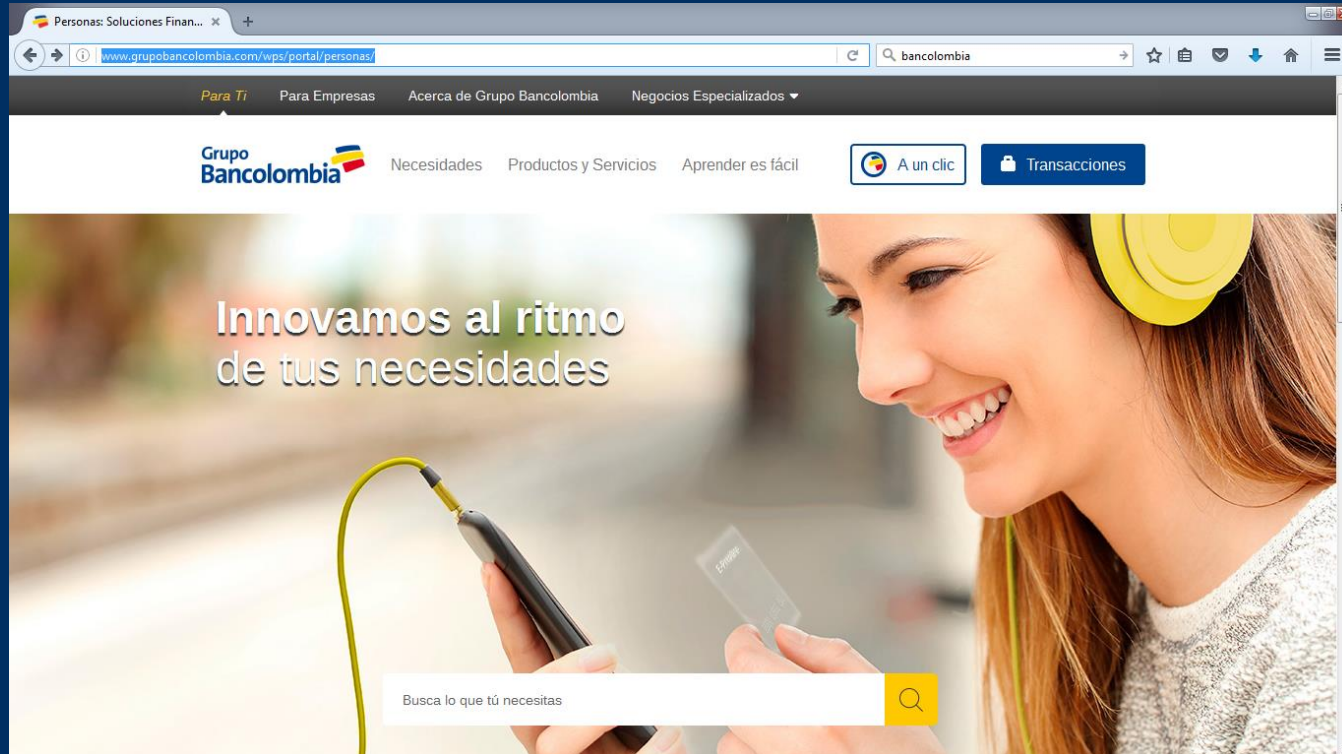 Personas: Soluciones Finan...
www.grupobancolombia.com/wps/portal/personas/
bancolombia
Para Ti Para Empresas Acerca de Grupo Bancolombia Negocios Especializados
Grupo
Bancolombia
Necesidades Productos y Servicios Aprender es fácil A un clic Transacciones
Innovamos al ritmo
de tus necesidades
Busca lo que tú necesitas